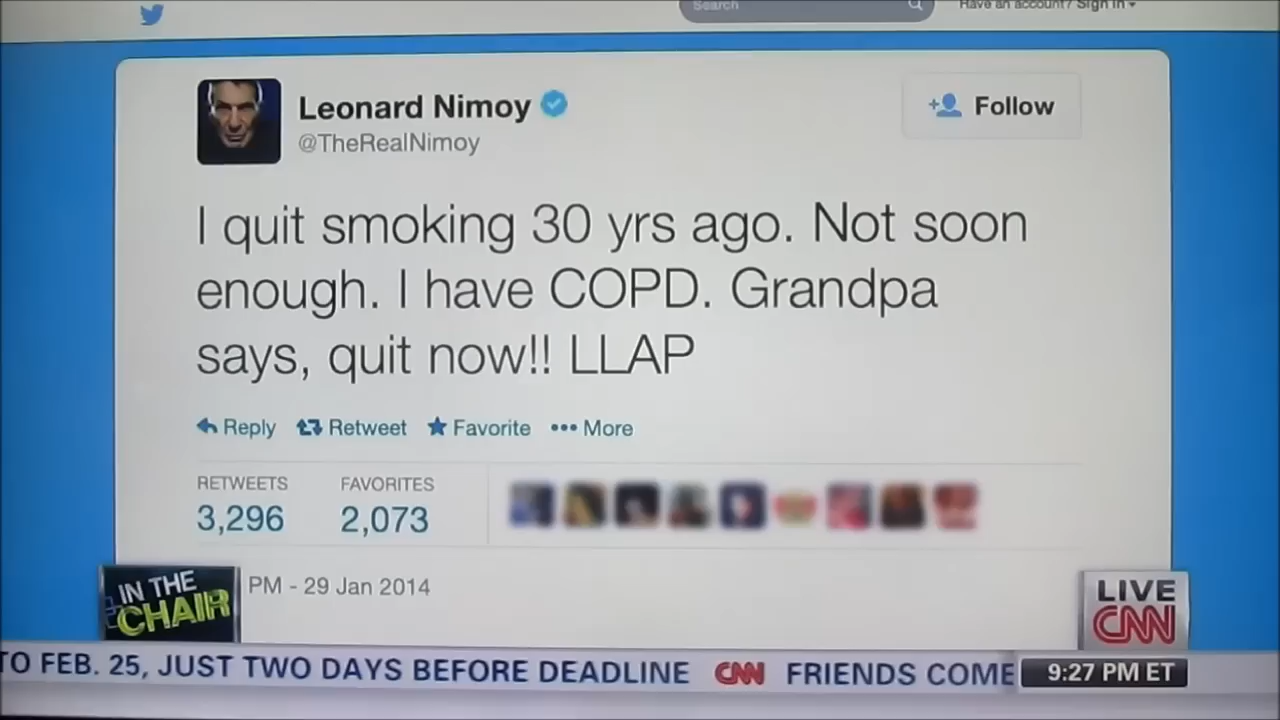 Search
Have an account? Sign in
Leonard Nimoy
Follow
@TheRealNimoy
I quit smoking 30 yrs ago. Not soon
enough. I have COPD. Grandpa
says, quit now!! LLAP
Reply Retweet Favorite More
RETWEETS FAVORITES
3,296 2,073
PM - 29 Jan 2014
IN THE
CHAIR
LIVE
CNN
TO FEB. 25, JUST TWO DAYS BEFORE DEADLINE CNN FRIENDS COME 9:27 PM ET